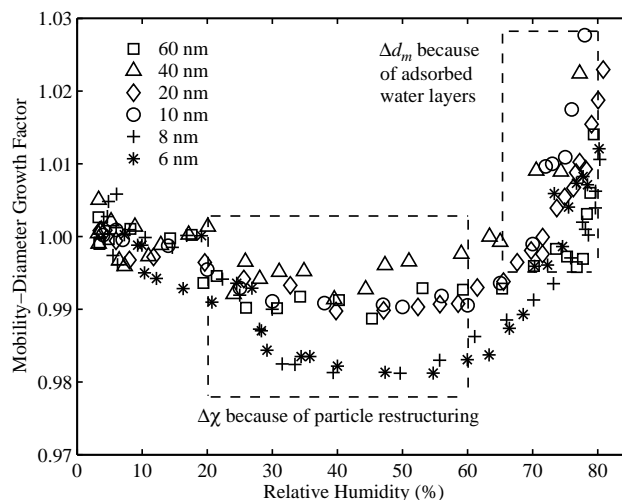 1.03
1.02
1.01
1.00
0.99
0.98
0.97
Mobility−Diameter Growth Factor
60 nm
40 nm
20 nm
10 nm
8 nm
6 nm
Δd_m because
of adsorbed
water layers
Δχ because of particle restructuring
0 10 20 30 40 50 60 70 80
Relative Humidity (%)